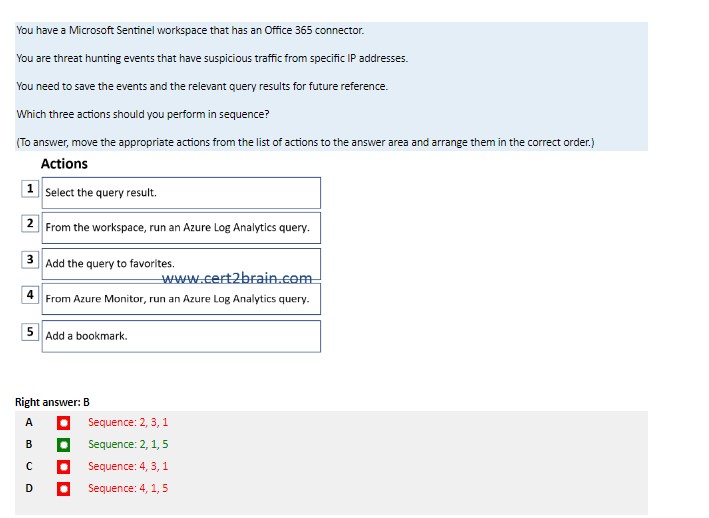 You have a Microsoft Sentinel workspace that has an Office 365 connector.
You are threat hunting events that have suspicious traffic from specific IP addresses.
You need to save the events and the relevant query results for future reference.
Which three actions should you perform in sequence?
(To answer, move the appropriate actions from the list of actions to the answer area and arrange them in the correct order.)
Actions
1 Select the query result.
2 From the workspace, run an Azure Log Analytics query.
3 Add the query to favorites.
www.cert2brain.com
4 From Azure Monitor, run an Azure Log Analytics query.
5 Add a bookmark.
Right answer: B
A Sequence: 2, 3, 1
B Sequence: 2, 1, 5
C Sequence: 4, 3, 1
D Sequence: 4, 1, 5